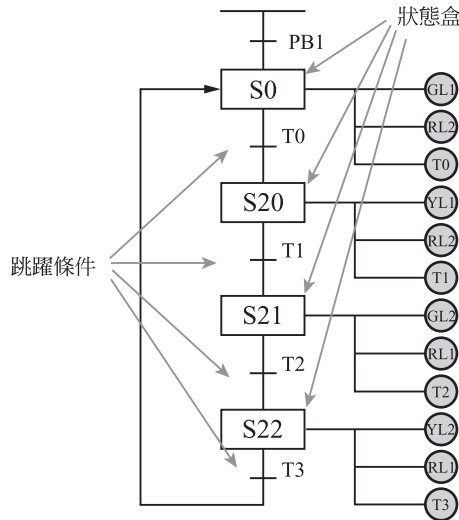 狀態盒
PB1
S0
GL1
RL2
T0
T0
S20
YL1
RL2
T1
T1
跳躍條件
S21
GL2
RL1
T2
T2
S22
YL2
RL1
T3
T3